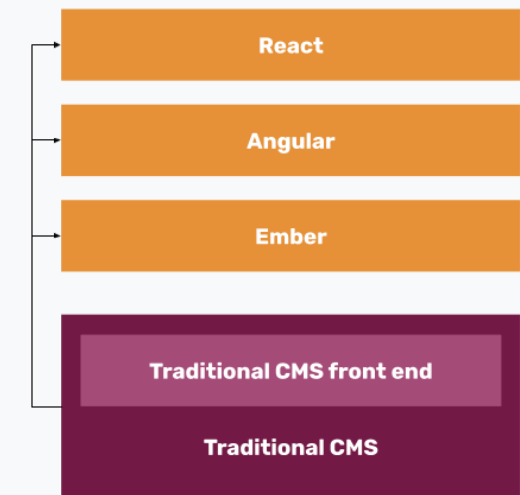 React
Angular
Ember
Traditional CMS front end
Traditional CMS